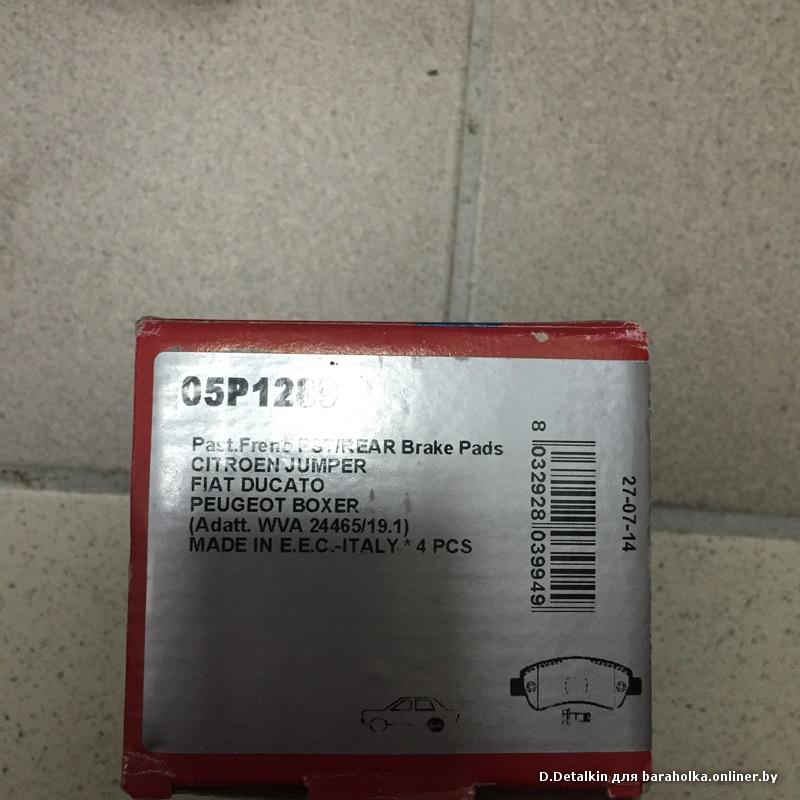 Past.Freno PST/REAR Brake Pads
CITROEN JUMPER
FIAT DUCATO
PEUGEOT BOXER
(Adatt. WVA 24465/19.1)
MADE IN E.E.C.-ITALY * 4 PCS
8 032928 039949
27-07-14
D.Detalkin для baraholka.onliner.by